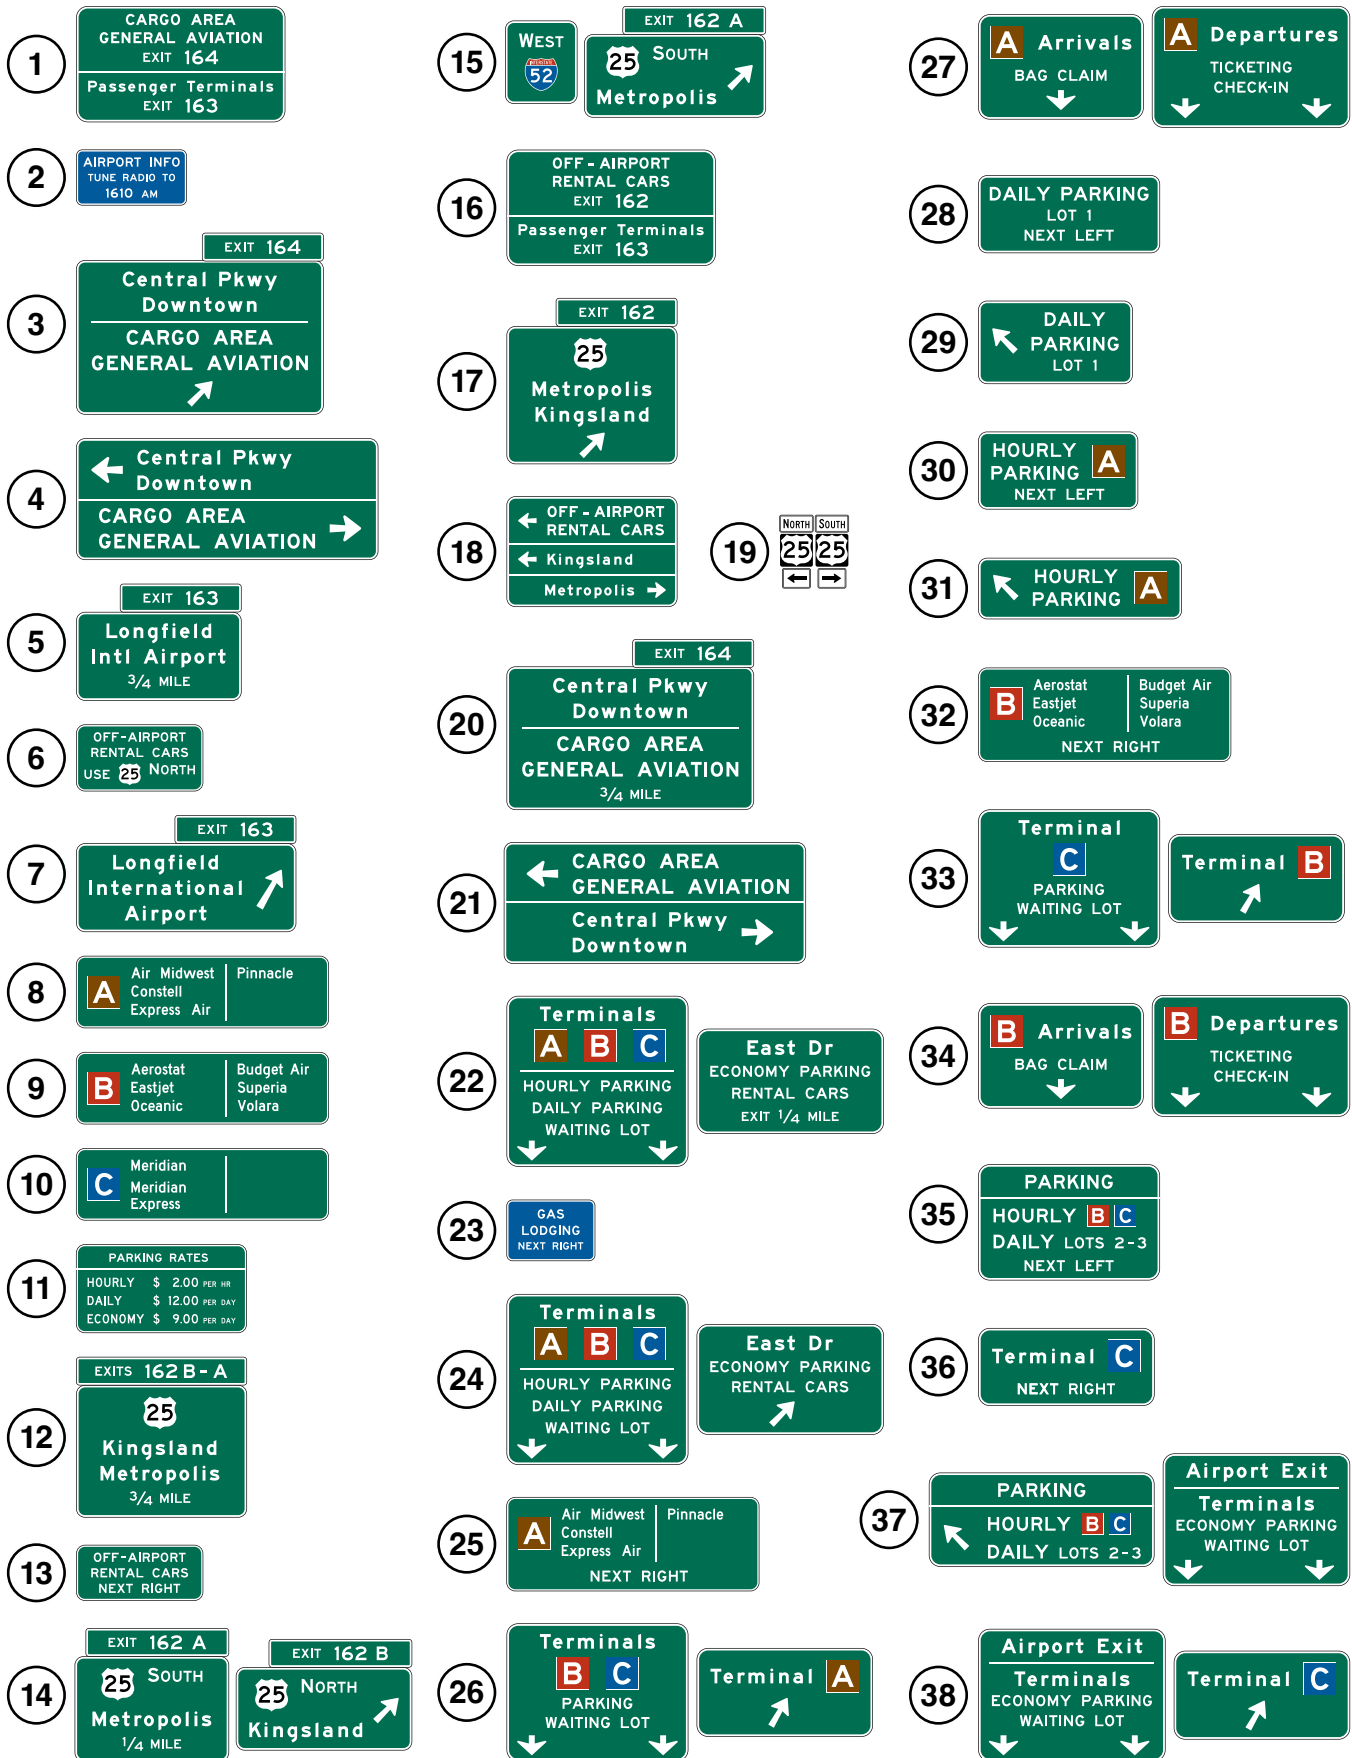 1
CARGO AREA
GENERAL AVIATION
EXIT 164
Passenger Terminals
EXIT 163
2
AIRPORT INFO
TUNE RADIO TO
1610 AM
3
EXIT 164
Central Pkwy
Downtown
CARGO AREA
GENERAL AVIATION
4
Central Pkwy
Downtown
CARGO AREA
GENERAL AVIATION
5
EXIT 163
Longfield
Intl Airport
3/4 MILE
6
OFF-AIRPORT
RENTAL CARS
USE 25 NORTH
7
EXIT 163
Longfield
International
Airport
8
A
Air Midwest
Constell
Express Air
Pinnacle
9
B
Aerostat
Eastjet
Oceanic
Budget Air
Superia
Volara
10
C
Meridian
Meridian
Express
11
PARKING RATES
HOURLY $ 2.00 PER HR
DAILY $ 12.00 PER DAY
ECONOMY $ 9.00 PER DAY
12
EXITS 162 B-A
25
Kingsland
Metropolis
3/4 MILE
13
OFF-AIRPORT
RENTAL CARS
NEXT RIGHT
14
EXIT 162 A
25 SOUTH
Metropolis
1/4 MILE
EXIT 162 B
25 NORTH
Kingsland
15
WEST
INTERSTATE
52
EXIT 162 A
25 SOUTH
Metropolis
16
OFF-AIRPORT
RENTAL CARS
EXIT 162
Passenger Terminals
EXIT 163
17
EXIT 162
25
Metropolis
Kingsland
18
OFF-AIRPORT
RENTAL CARS
Kingsland
Metropolis
19
NORTH SOUTH
25 25
20
EXIT 164
Central Pkwy
Downtown
CARGO AREA
GENERAL AVIATION
3/4 MILE
21
CARGO AREA
GENERAL AVIATION
Central Pkwy
Downtown
22
Terminals
A B C
HOURLY PARKING
DAILY PARKING
WAITING LOT
East Dr
ECONOMY PARKING
RENTAL CARS
EXIT 1/4 MILE
23
GAS
LODGING
NEXT RIGHT
24
Terminals
A B C
HOURLY PARKING
DAILY PARKING
WAITING LOT
East Dr
ECONOMY PARKING
RENTAL CARS
25
A
Air Midwest
Constell
Express Air
Pinnacle
NEXT RIGHT
26
Terminals
B C
PARKING
WAITING LOT
Terminal A
27
A Arrivals
BAG CLAIM
A Departures
TICKETING
CHECK-IN
28
DAILY PARKING
LOT 1
NEXT LEFT
29
DAILY
PARKING
LOT 1
30
HOURLY
PARKING A
NEXT LEFT
31
HOURLY
PARKING A
32
B
Aerostat
Eastjet
Oceanic
Budget Air
Superia
Volara
NEXT RIGHT
33
Terminal
C
PARKING
WAITING LOT
Terminal B
34
B Arrivals
BAG CLAIM
B Departures
TICKETING
CHECK-IN
35
PARKING
HOURLY B C
DAILY LOTS 2-3
NEXT LEFT
36
Terminal C
NEXT RIGHT
37
PARKING
HOURLY B C
DAILY LOTS 2-3
Airport Exit
Terminals
ECONOMY PARKING
WAITING LOT
38
Airport Exit
Terminals
ECONOMY PARKING
WAITING LOT
Terminal C